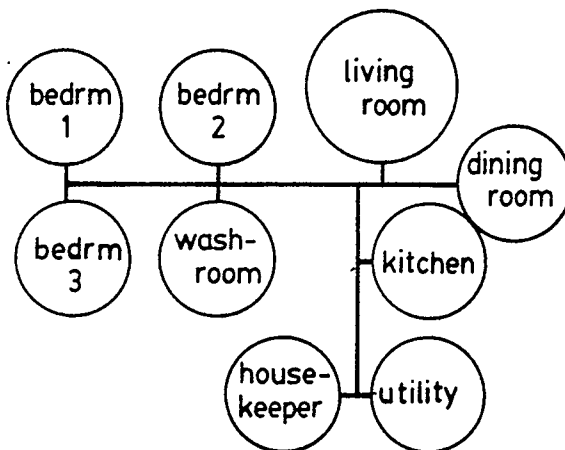 bedrm
1
bedrm
2
living
room
dining
room
bedrm
3
wash-
room
kitchen
house-
keeper
utility